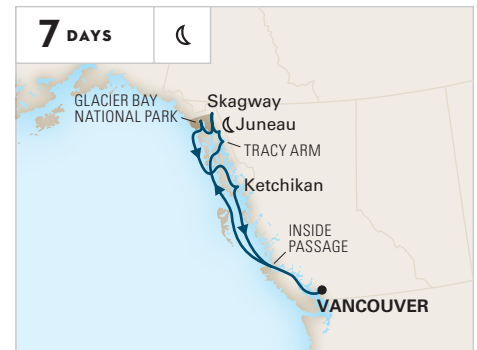 7 DAYS
GLACIER BAY
NATIONAL PARK
Skagway
Juneau
TRACY ARM
Ketchikan
INSIDE
PASSAGE
VANCOUVER